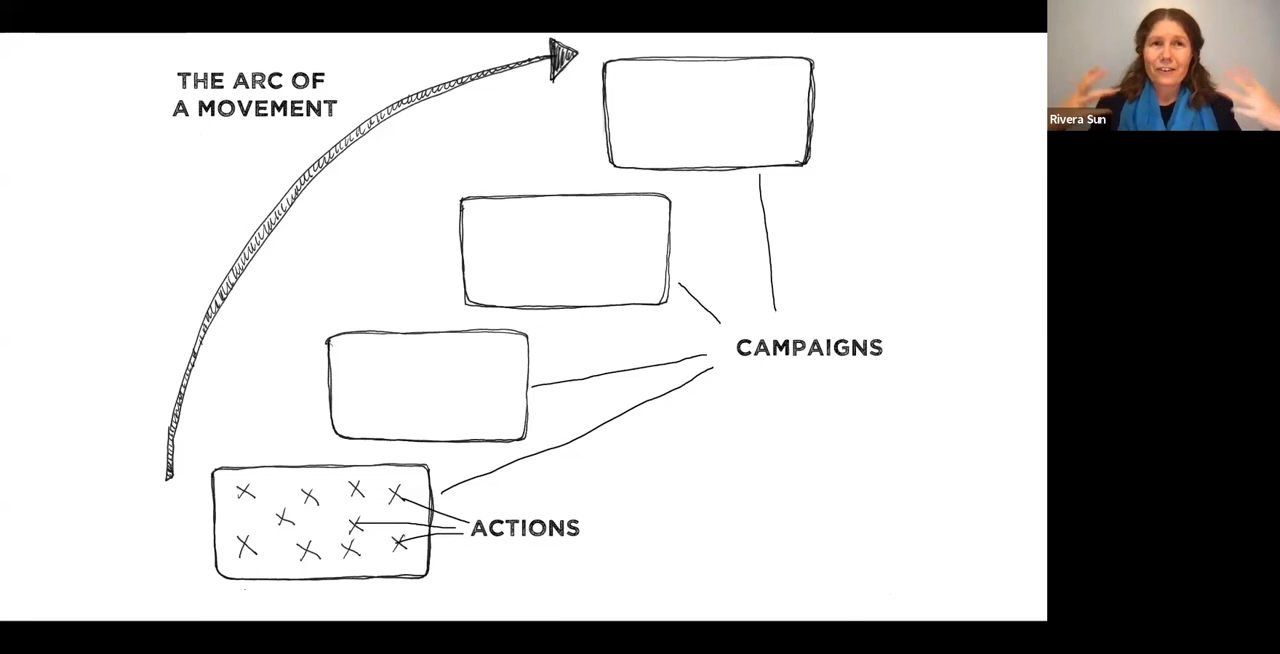 THE ARC OF
A MOVEMENT
Rivera Sun
CAMPAIGNS
ACTIONS